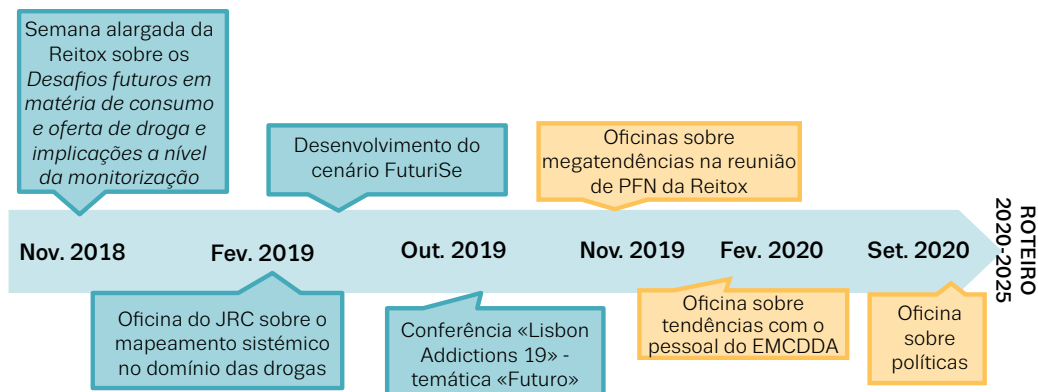 Semana alargada da
Reitox sobre os
Desafios futuros em
matéria de consumo
e oferta de droga e
implicações a nível
da monitorização
Desenvolvimento do
cenário FuturiSe
Oficinas sobre
megatendências na reunião
de PFN da Reitox
Nov. 2018
Fev. 2019
Out. 2019
Nov. 2019
Fev. 2020
Set. 2020
ROTEIRO
2020-2025
Oficina do JRC sobre o
mapeamento sistémico
no domínio das drogas
Conferência «Lisbon
Addictions 19» -
temática «Futuro»
Oficina sobre
tendências com o
pessoal do EMCDDA
Oficina
sobre
políticas